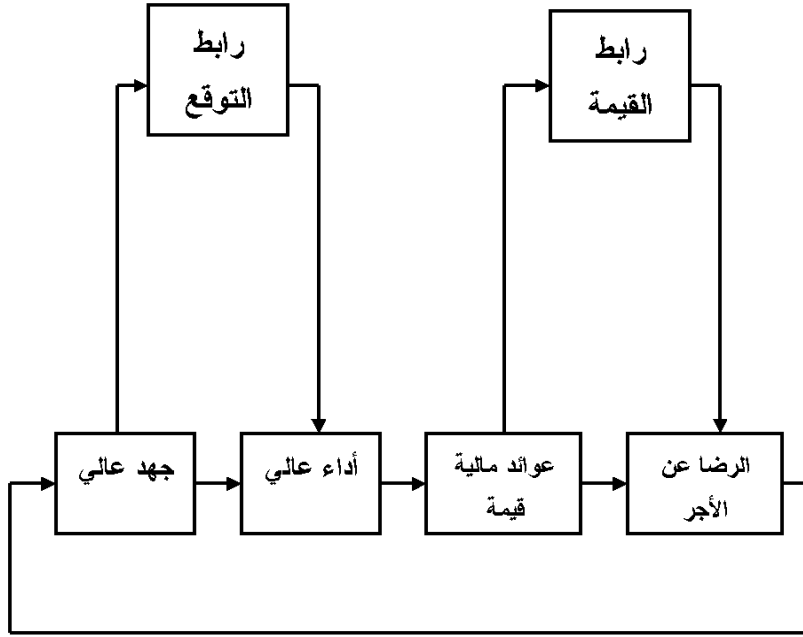 رابط
التوقع
رابط
القيمة
جهد عالي
أداء عالي
عوائد مالية
قيمة
الرضا عن
الأجر